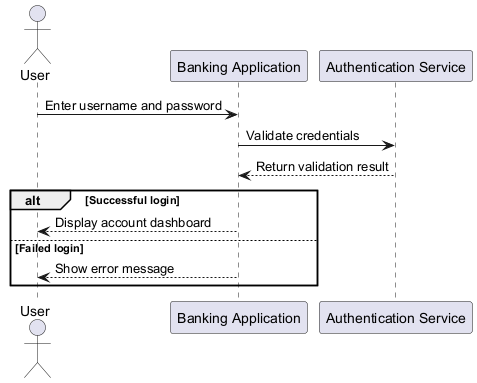 User
Banking Application
Authentication Service
Enter username and password
Validate credentials
Return validation result
alt
[Successful login]
Display account dashboard
[Failed login]
Show error message
User
Banking Application
Authentication Service